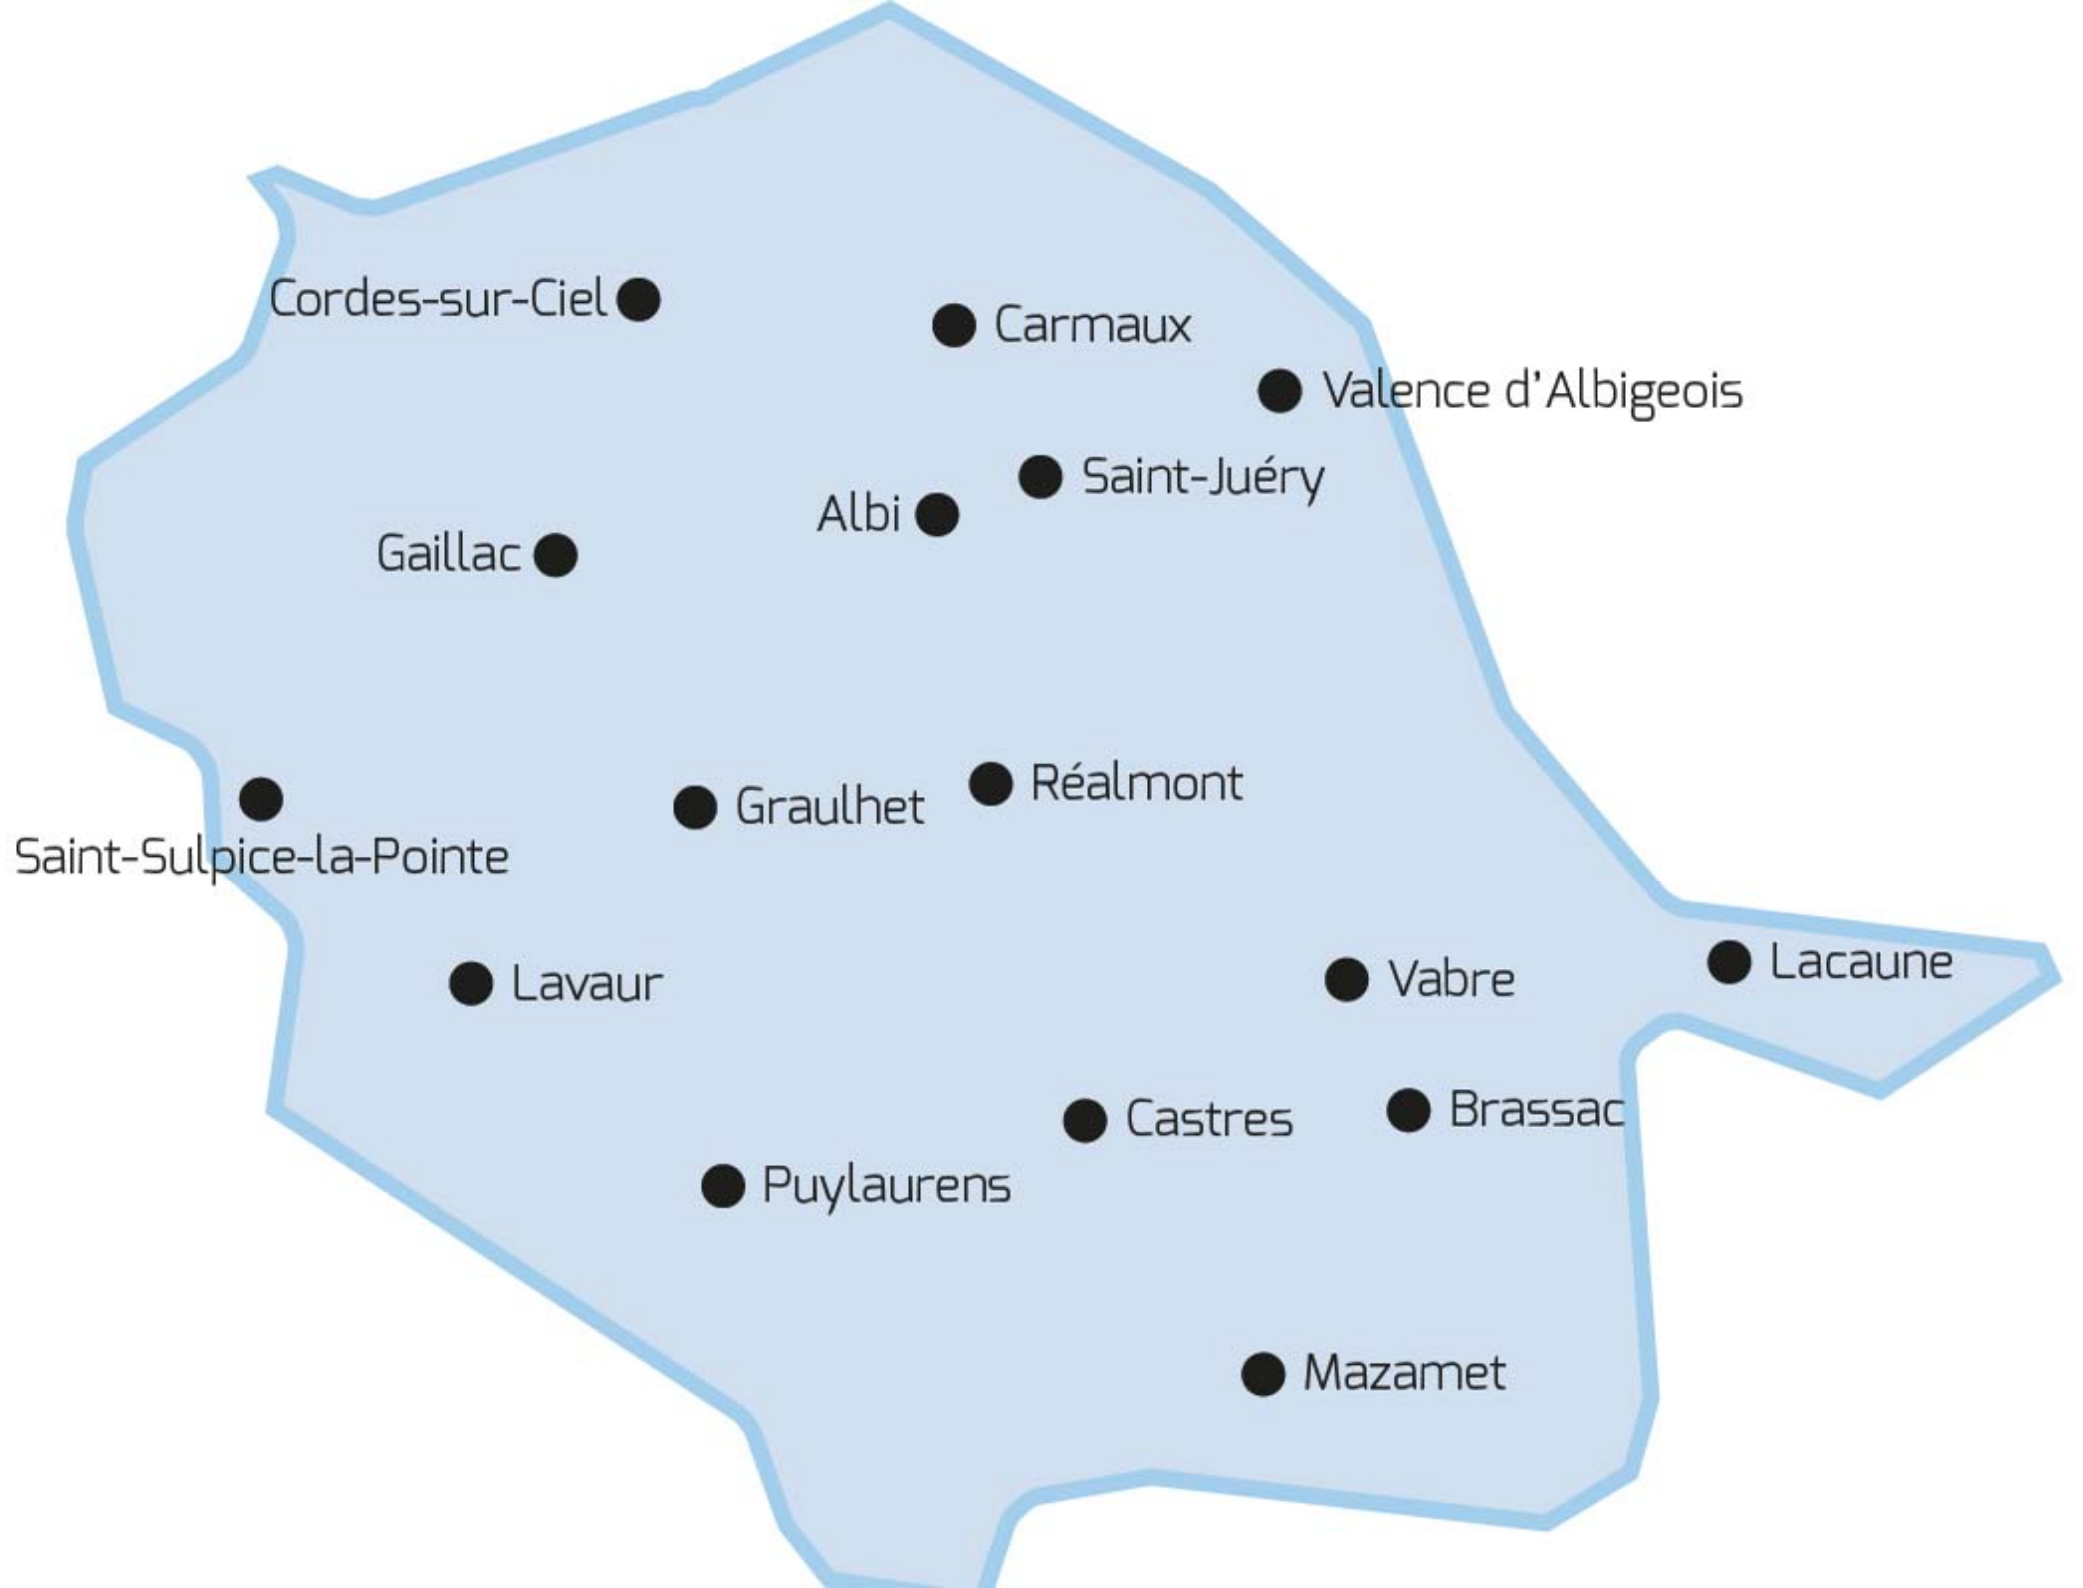 Cordes-sur-Ciel
Carmaux
Valence d'Albigeois
Saint-Juéry
Albi
Gaillac
Réalmont
Graulhet
Saint-Sulpice-la-Pointe
Lacaune
Vabre
Lavaur
Brassac
Castres
Puylaurens
Mazamet